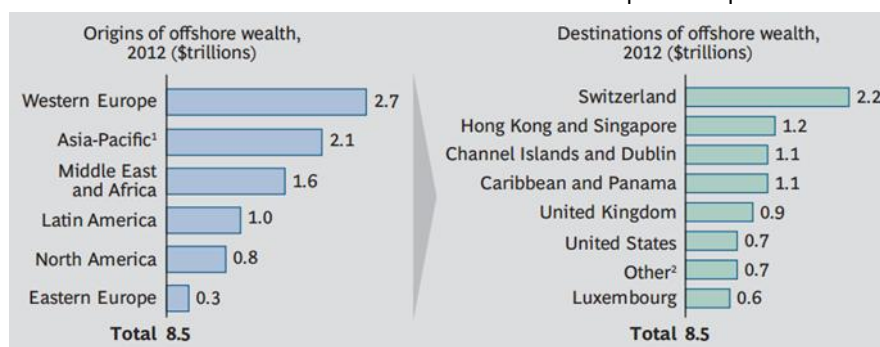 Origins of offshore wealth,
2012 ($trillions)
Western Europe 2.7
Asia-Pacific¹ 2.1
Middle East
and Africa 1.6
Latin America 1.0
North America 0.8
Eastern Europe 0.3
Total 8.5
Destinations of offshore wealth,
2012 ($trillions)
Switzerland 2.2
Hong Kong and Singapore 1.2
Channel Islands and Dublin 1.1
Caribbean and Panama 1.1
United Kingdom 0.9
United States 0.7
Other² 0.7
Luxembourg 0.6
Total 8.5